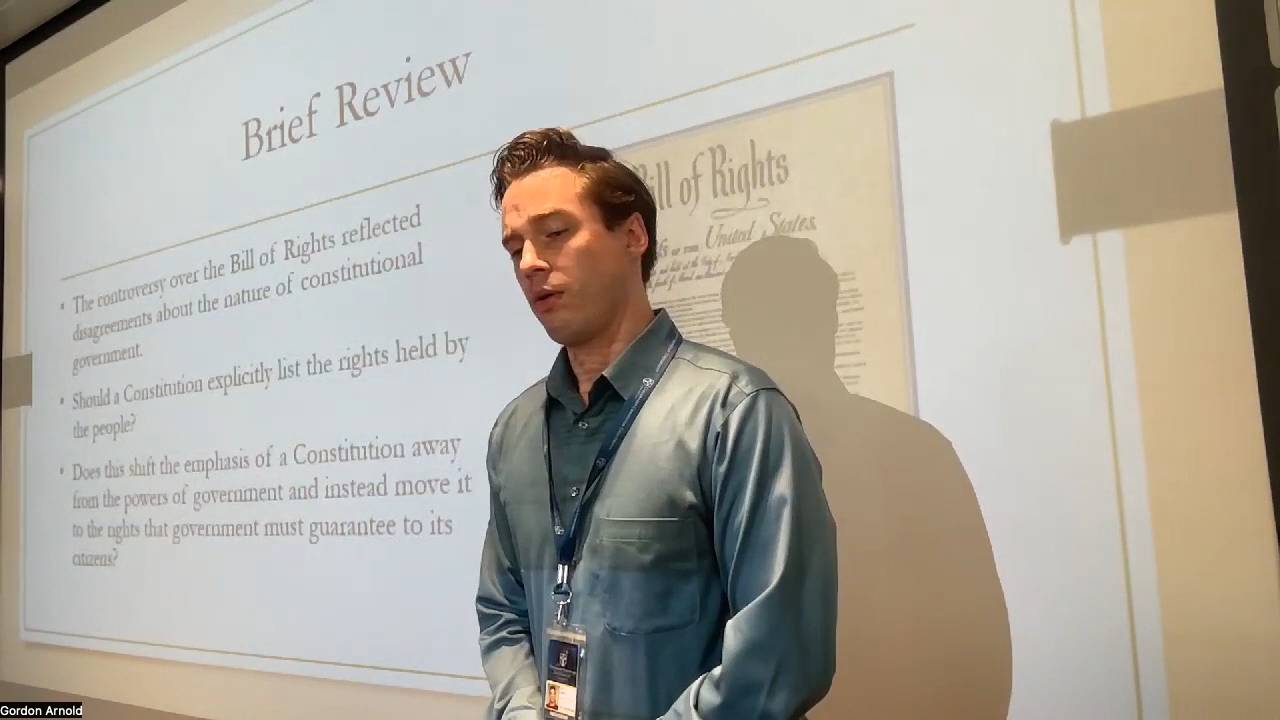 Brief Review
• The controversy over the Bill of Rights reflected
disagreements about the nature of constitutional
government.
• Should a Constitution explicitly list the rights held by
the people?
• Does this shift the emphasis of a Constitution away
from the powers of government and instead move it
to the rights that government must guarantee to its
citizens?
Bill of Rights
United States.
Gordon Arnold